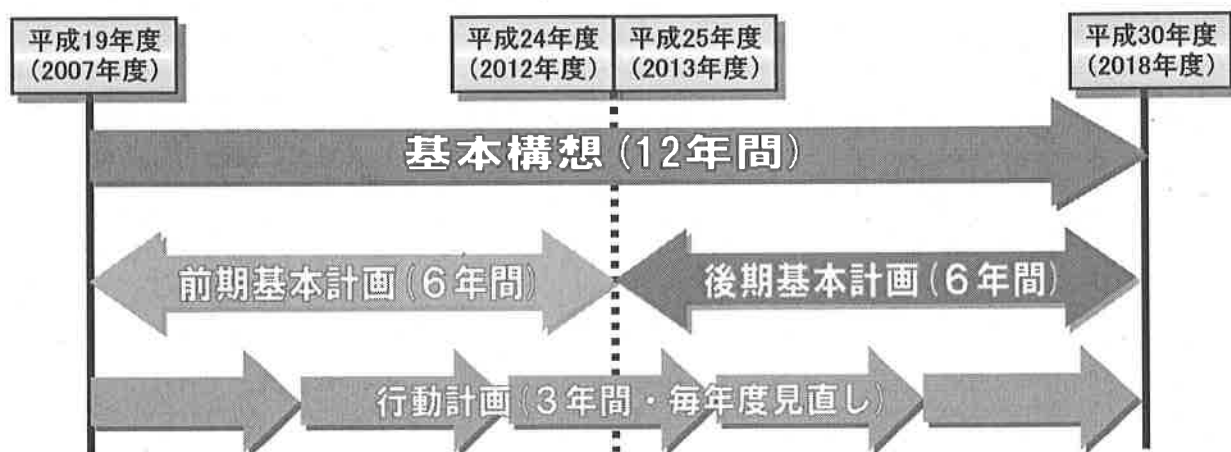 平成19年度
(2007年度)
平成24年度
(2012年度)
平成25年度
(2013年度)
平成30年度
(2018年度)
基本構想(12年間)
前期基本計画(6年間)
後期基本計画(6年間)
行動計画(3年間・毎年度見直し)